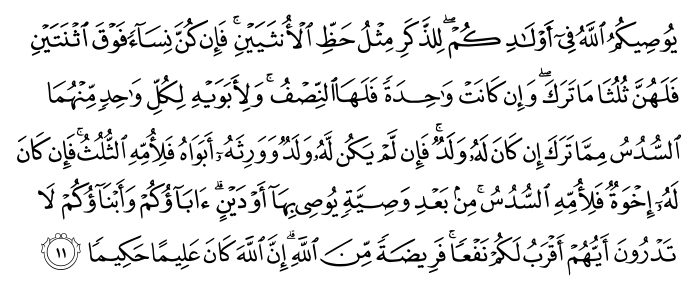 يُوصِيكُمُ ٱللَّهُ فِىٓ أَوْلَـٰدِكُمْ ۖ لِلذَّكَرِ مِثْلُ حَظِّ ٱلْأُنثَيَيْنِ ۚ فَإِن كُنَّ نِسَآءً فَوْقَ ٱثْنَتَيْنِ
فَلَهُنَّ ثُلُثَا مَا تَرَكَ ۖ وَإِن كَانَتْ وَٰحِدَةً فَلَهَا ٱلنِّصْفُ ۚ وَلِأَبَوَيْهِ لِكُلِّ وَٰحِدٍ مِّنْهُمَا
ٱلسُّدُسُ مِمَّا تَرَكَ إِن كَانَ لَهُۥ وَلَدٌ ۚ فَإِن لَّمْ يَكُن لَّهُۥ وَلَدٌ وَوَرِثَهُۥٓ أَبَوَاهُ فَلِأُمِّهِ ٱلثُّلُثُ ۚ فَإِن كَانَ
لَهُۥٓ إِخْوَةٌ فَلِأُمِّهِ ٱلسُّدُسُ ۚ مِنۢ بَعْدِ وَصِيَّةٍ يُوصِى بِهَآ أَوْ دَيْنٍ ۗ ءَابَآؤُكُمْ وَأَبْنَآؤُكُمْ لَا
تَدْرُونَ أَيُّهُمْ أَقْرَبُ لَكُمْ نَفْعًا ۚ فَرِيضَةً مِّنَ ٱللَّهِ ۗ إِنَّ ٱللَّهَ كَانَ عَلِيمًا حَكِيمًا ١١